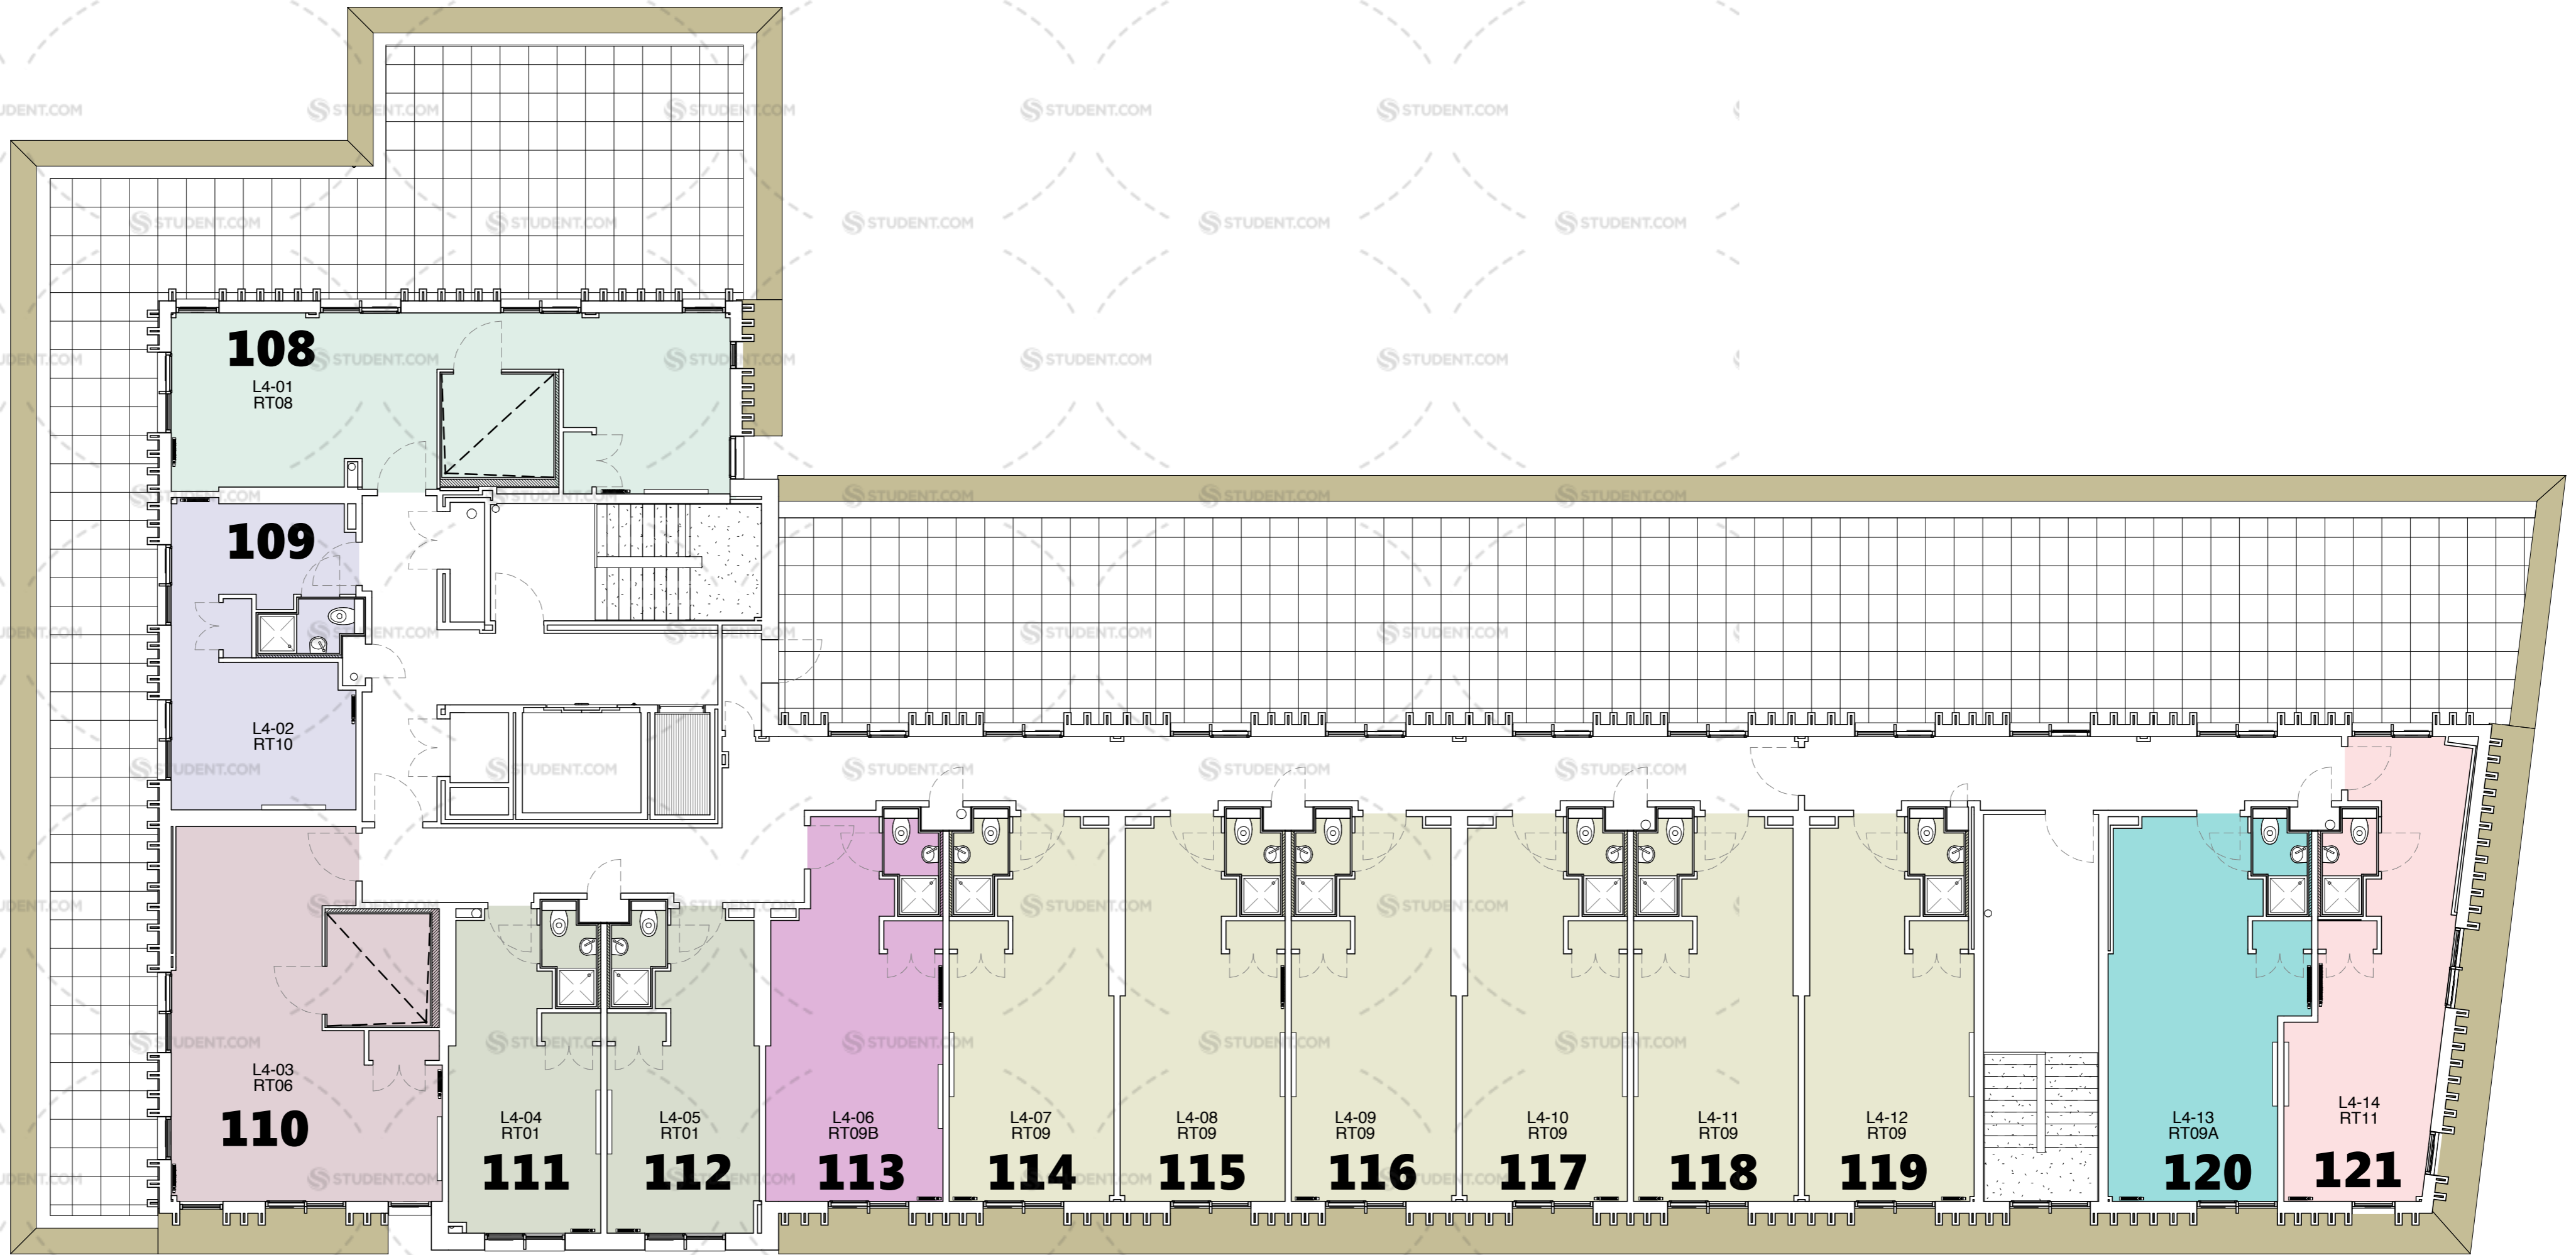 108
L4-01
RT08
109
L4-02
RT10
L4-03
RT06
110
L4-04
RT01
111
L4-05
RT01
112
L4-06
RT09B
113
L4-07
RT09
114
L4-08
RT09
115
L4-09
RT09
116
L4-10
RT09
117
L4-11
RT09
118
L4-12
RT09
119
L4-13
RT09A
120
L4-14
RT11
121
STUDENT.COM